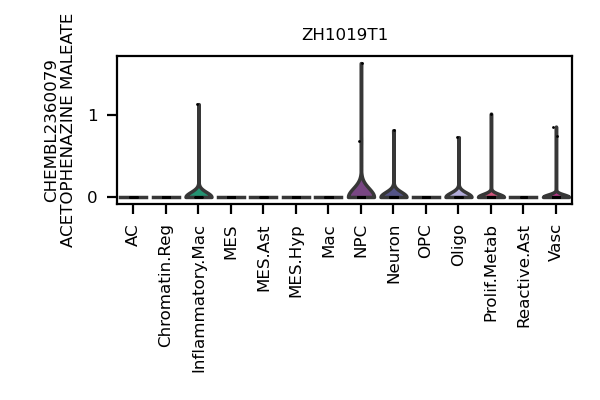 ZH1019T1
CHEMBL2360079
ACETOPHENAZINE MALEATE
1
0
AC
Chromatin.Reg
Inflammatory.Mac
MES
MES.Ast
MES.Hyp
Mac
NPC
Neuron
OPC
Oligo
Prolif.Metab
Reactive.Ast
Vasc